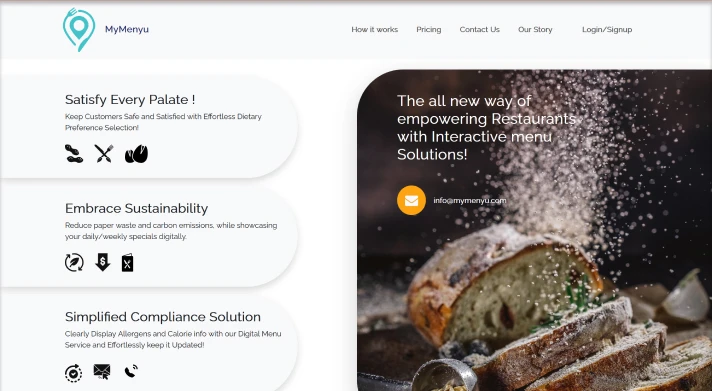 MyMenyu
How it works
Pricing
Contact Us
Our Story
Login/Signup
Satisfy Every Palate !
Keep Customers Safe and Satisfied with Effortless Dietary
Preference Selection!
Embrace Sustainability
Reduce paper waste and carbon emissions, while showcasing
your daily/weekly specials digitally.
Simplified Compliance Solution
Clearly Display Allergens and Calorie info with our Digital Menu
Service and Effortlessly keep it Updated!
The all new way of
empowering Restaurants
with Interactive menu
Solutions!
info@mymenyu.com